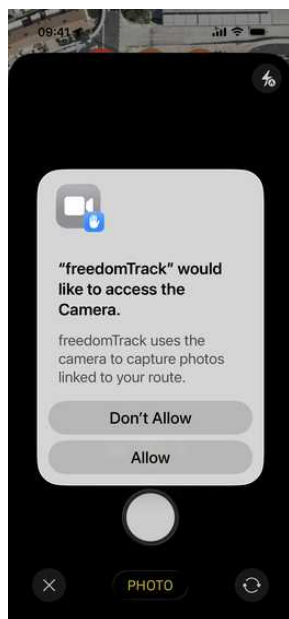 09:41
“freedomTrack” would
like to access the
Camera.
freedomTrack uses the
camera to capture photos
linked to your route.
Don’t Allow
Allow
PHOTO